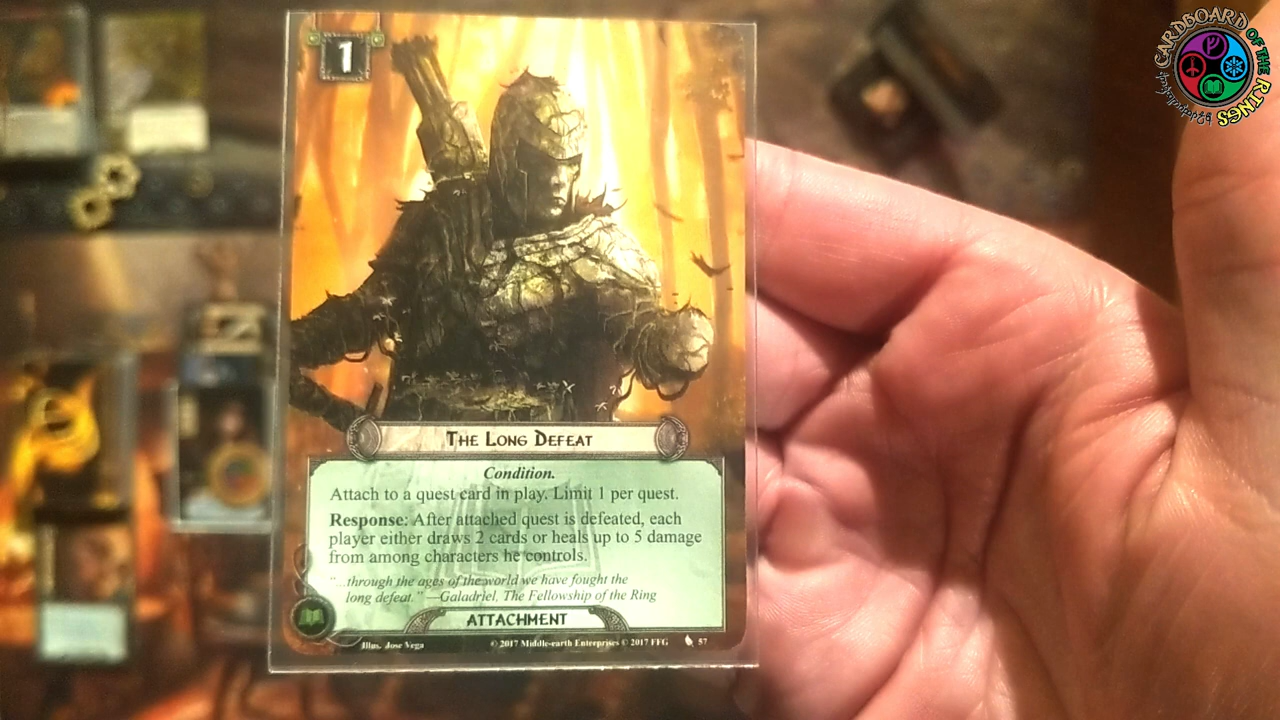 1
THE LONG DEFEAT
Condition.
Attach to a quest card in play. Limit 1 per quest.
Response: After attached quest is defeated, each
player either draws 2 cards or heals up to 5 damage
from among characters he controls.
"...through the ages of the world we have fought the
long defeat." —Galadriel, The Fellowship of the Ring
ATTACHMENT
Illus. Jose Vega © 2017 Middle-earth Enterprises © 2017 FFG 57
CARDBOARD OF THE RINGS